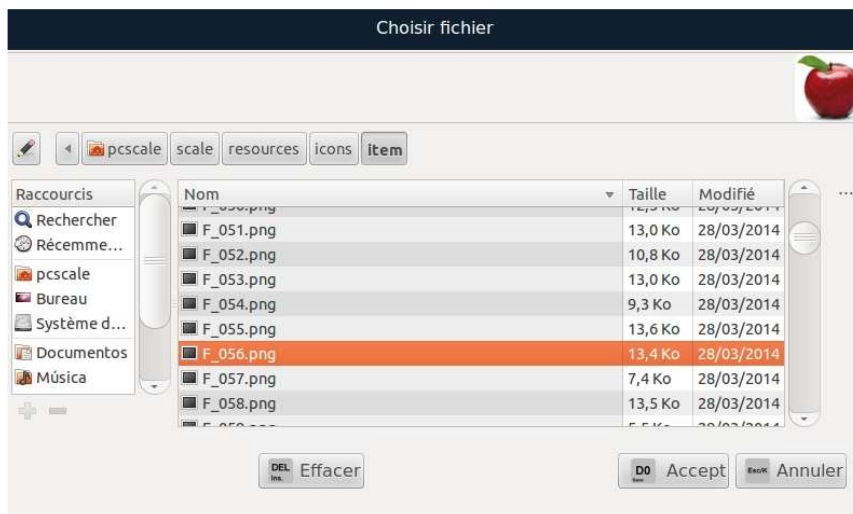 Choisir fichier
pcscale scale resources icons item
Raccourcis
Rechercher
Récemme...
pcscale
Bureau
Système d...
Documentos
Música
Nom Taille Modifié ...
F_051.png 13,0 Ko 28/03/2014
F_052.png 10,8 Ko 28/03/2014
F_053.png 13,0 Ko 28/03/2014
F_054.png 9,3 Ko 28/03/2014
F_055.png 13,6 Ko 28/03/2014
F_056.png 13,4 Ko 28/03/2014
F_057.png 7,4 Ko 28/03/2014
F_058.png 13,5 Ko 28/03/2014
DEL Ins. Effacer
D0 Accept
Esc/K Annuler